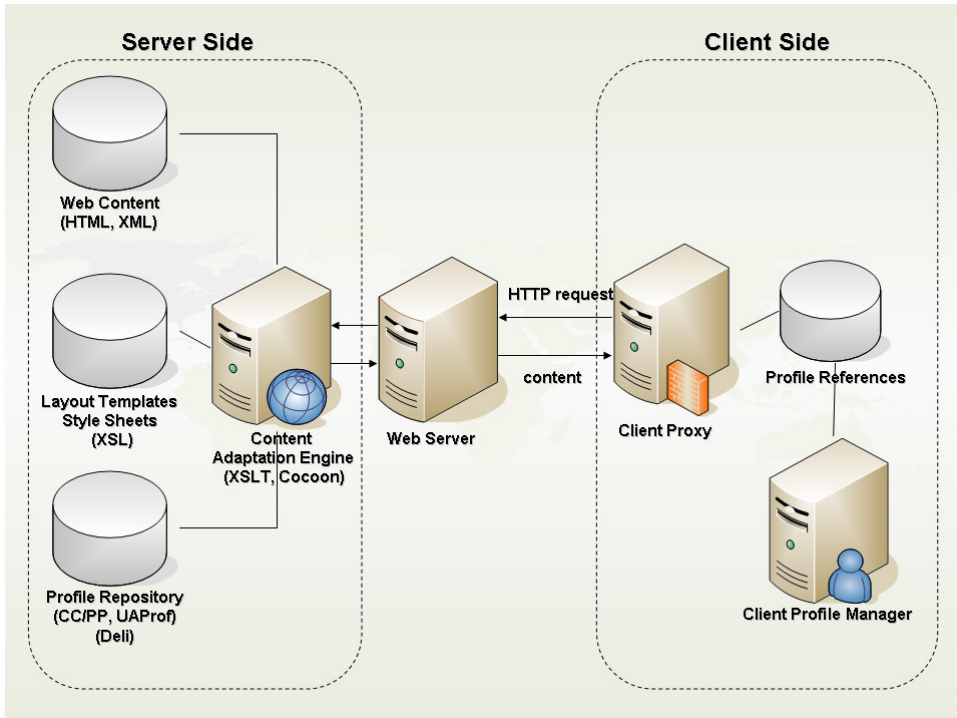 Server Side
Client Side
Web Content
(HTML, XML)
Layout Templates
Style Sheets
(XSL)
Profile Repository
(CC/PP, UAProf)
(Deli)
Content
Adaptation Engine
(XSLT, Cocoon)
Web Server
HTTP request
content
Client Proxy
Profile References
Client Profile Manager